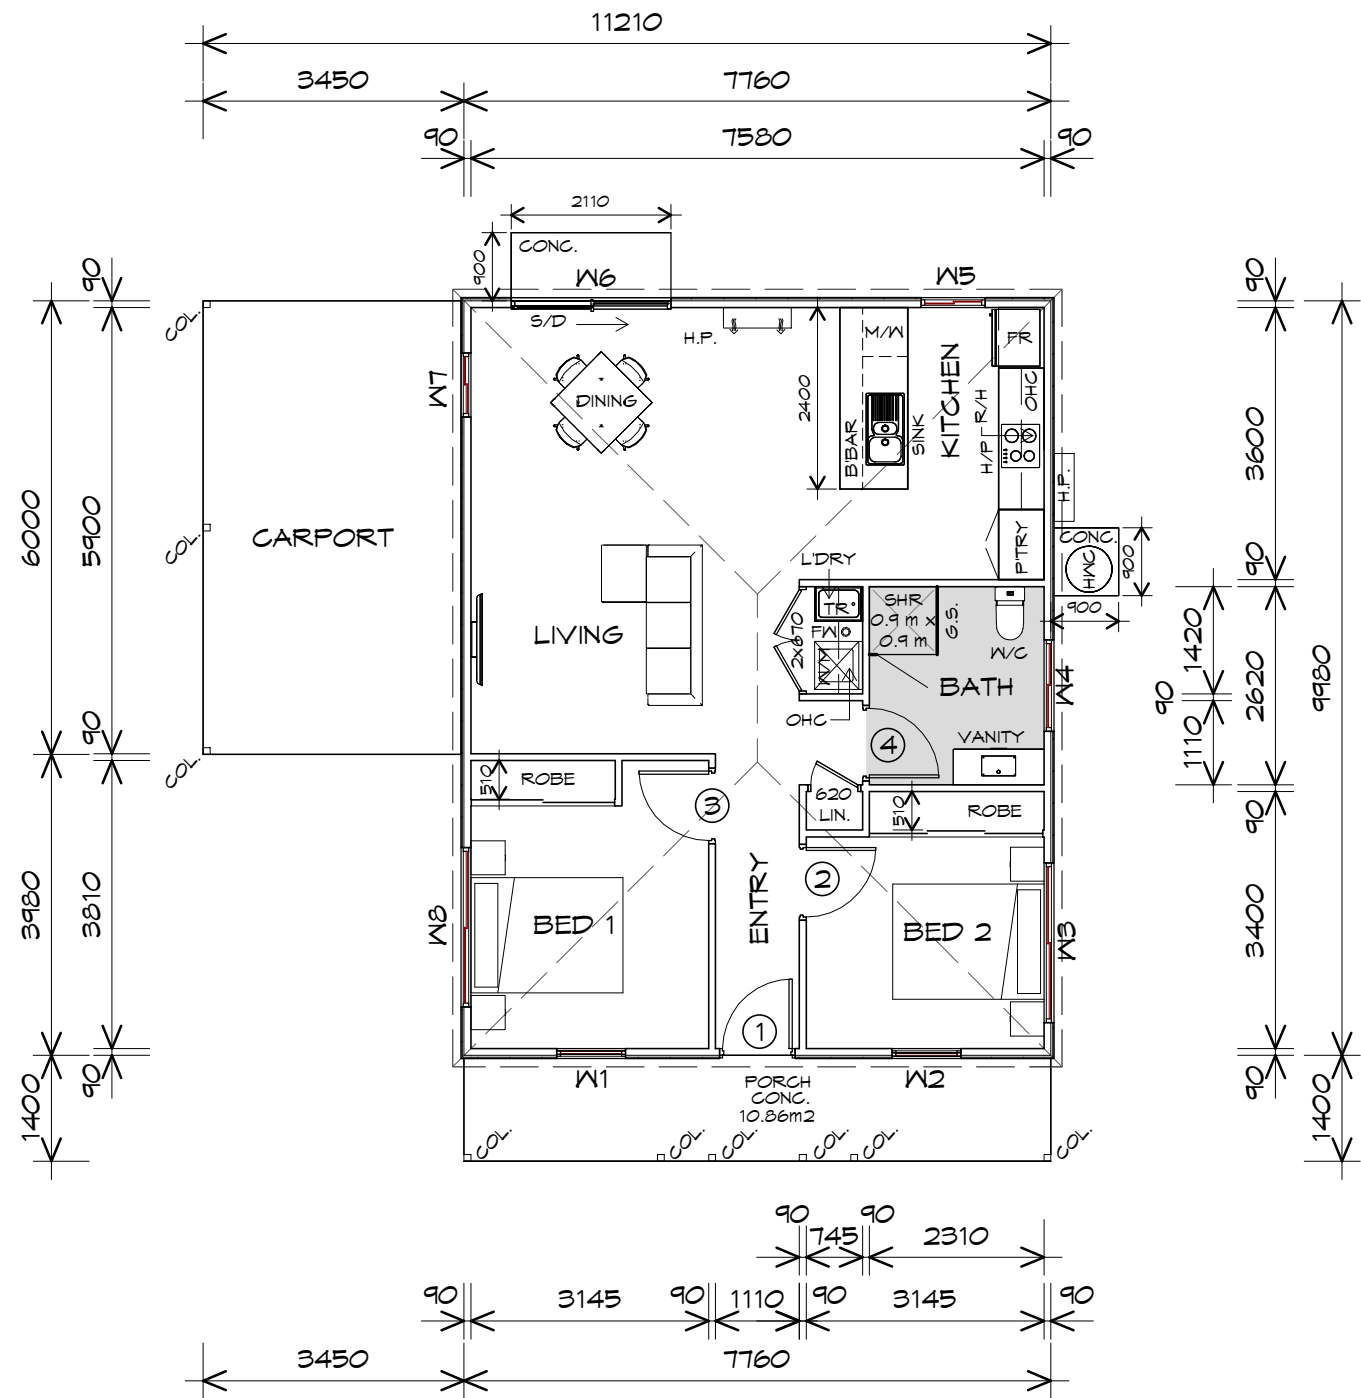 11210
3450
7760
90
7580
90
2110
900
CONC.
W6
W5
90
90
COL.
S/D
H.P.
M/W
FR
KITCHEN
W7
DINING
2400
B'BAR
SINK
H/P
R/H
OHC
3600
9980
6000
5900
CARPORT
COL.
H.P.
P'TRY
CONC.
HWC
900
900
90
L'DRY
LIVING
2x670
TR
FW
WM
OHC
SHR
0.9 m x
0.9 m
G.S.
W/C
BATH
W4
1420
90
1110
2620
VANITY
4
90
COL.
510
ROBE
3
620
LIN.
510
ROBE
90
3980
3810
W8
BED 1
ENTRY
2
BED 2
W3
3400
1
90
1400
W1
W2
PORCH
CONC.
10.86m2
90
1400
COL.
COL.
COL.
COL.
COL.
COL.
90
745
90
2310
90
3145
90
1110
90
3145
90
3450
7760